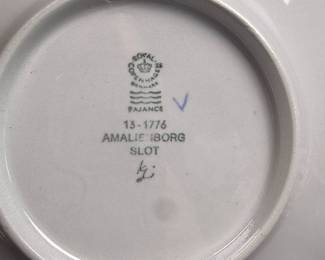 ROYAL
COPENHAGEN
DENMARK
FAJANCE
13-1776
AMALIENBORG
SLOT